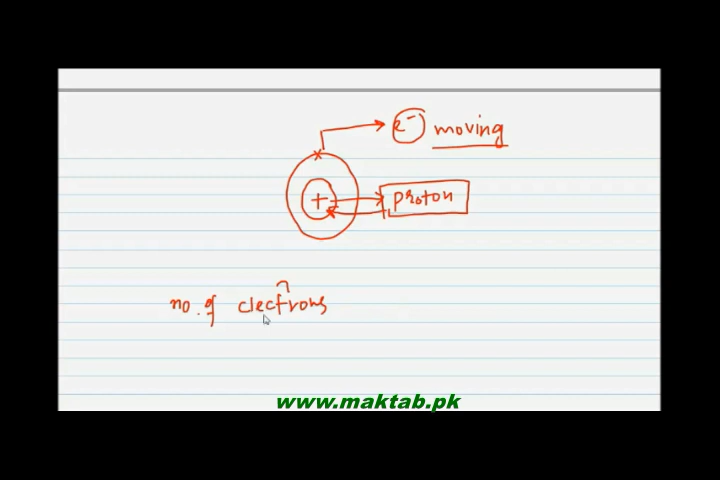 e⁻ moving
+ proton
no. of electrons
www.maktab.pk